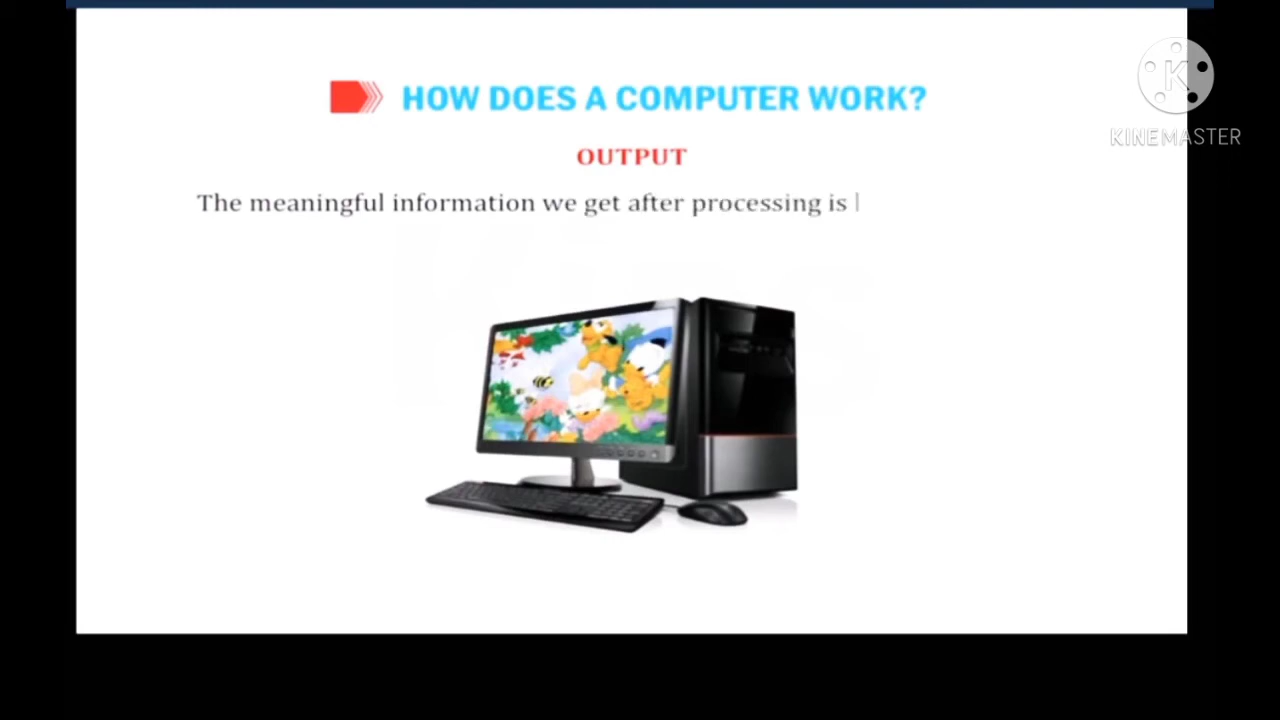 HOW DOES A COMPUTER WORK?
K
KINEMASTER
OUTPUT
The meaningful information we get after processing is